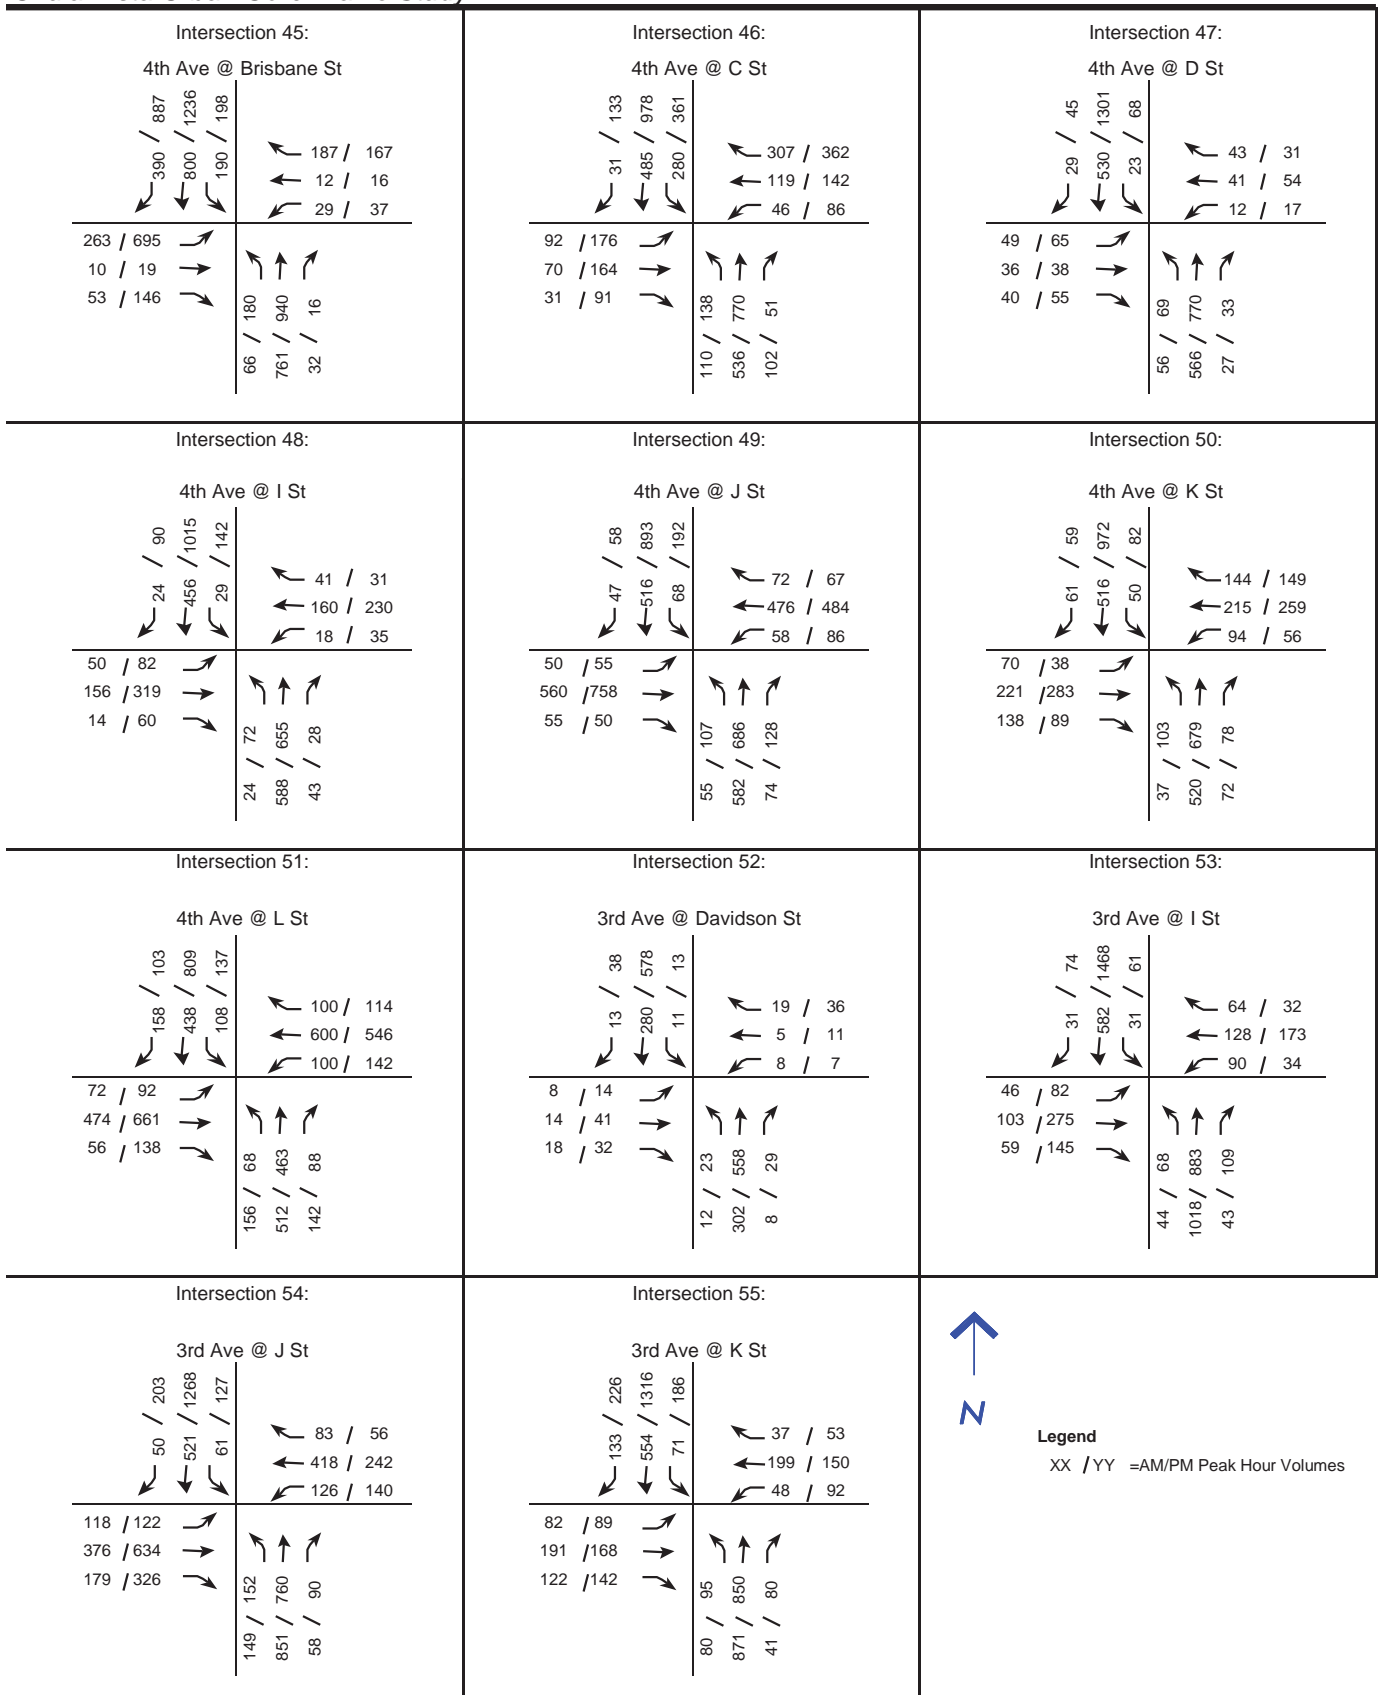 Intersection 45:
4th Ave @ Brisbane St
390 / 887
800 / 1236
190 / 198
187 / 167
12 / 16
29 / 37
263 / 695
10 / 19
53 / 146
66 / 180
761 / 940
32 / 16
Intersection 46:
4th Ave @ C St
31 / 133
485 / 978
280 / 361
307 / 362
119 / 142
46 / 86
92 / 176
70 / 164
31 / 91
110 / 138
536 / 770
102 / 51
Intersection 47:
4th Ave @ D St
29 / 45
530 / 1301
23 / 68
43 / 31
41 / 54
12 / 17
49 / 65
36 / 38
40 / 55
56 / 69
566 / 770
27 / 33
Intersection 48:
4th Ave @ I St
24 / 90
456 / 1015
29 / 142
41 / 31
160 / 230
18 / 35
50 / 82
156 / 319
14 / 60
24 / 72
588 / 655
43 / 28
Intersection 49:
4th Ave @ J St
47 / 58
516 / 893
68 / 192
72 / 67
476 / 484
58 / 86
50 / 55
560 / 758
55 / 50
55 / 107
582 / 686
74 / 128
Intersection 50:
4th Ave @ K St
61 / 59
516 / 972
50 / 82
144 / 149
215 / 259
94 / 56
70 / 38
221 / 283
138 / 89
37 / 103
520 / 679
72 / 78
Intersection 51:
4th Ave @ L St
158 / 103
438 / 809
108 / 137
100 / 114
600 / 546
100 / 142
72 / 92
474 / 661
56 / 138
156 / 68
512 / 463
142 / 88
Intersection 52:
3rd Ave @ Davidson St
13 / 38
280 / 578
11 / 13
19 / 36
5 / 11
8 / 7
8 / 14
14 / 41
18 / 32
12 / 23
302 / 558
8 / 29
Intersection 53:
3rd Ave @ I St
31 / 74
582 / 1468
31 / 61
64 / 32
128 / 173
90 / 34
46 / 82
103 / 275
59 / 145
44 / 68
1018 / 883
43 / 109
Intersection 54:
3rd Ave @ J St
50 / 203
521 / 1268
61 / 127
83 / 56
418 / 242
126 / 140
118 / 122
376 / 634
179 / 326
149 / 152
851 / 760
58 / 90
Intersection 55:
3rd Ave @ K St
133 / 226
554 / 1316
71 / 186
37 / 53
199 / 150
48 / 92
82 / 89
191 / 168
122 / 142
80 / 95
871 / 850
41 / 80
N
Legend
XX / YY =AM/PM Peak Hour Volumes